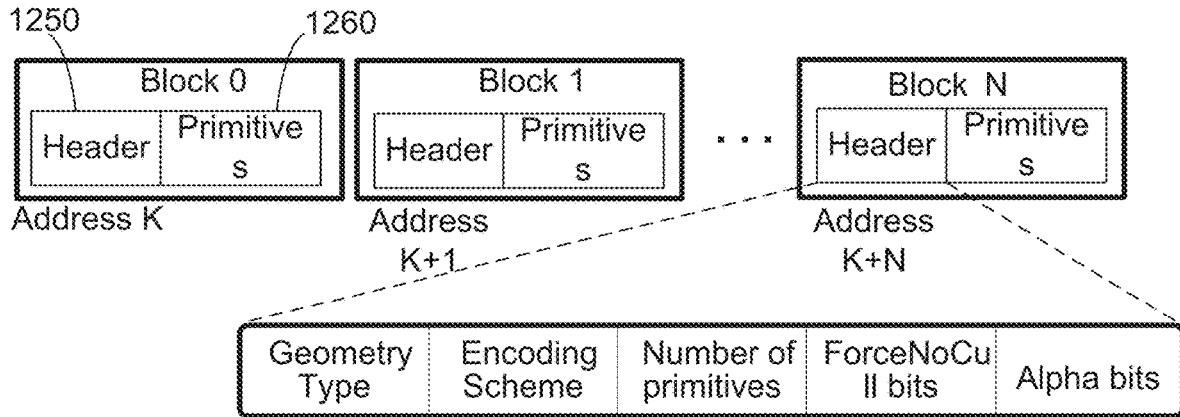 1250
1260
Block 0
Header
Primitive
s
Address K
Block 1
Header
Primitive
s
Address
K+1
. . .
Block N
Header
Primitive
s
Address
K+N
Geometry
Type
Encoding
Scheme
Number of
primitives
ForceNoCu
ll bits
Alpha bits